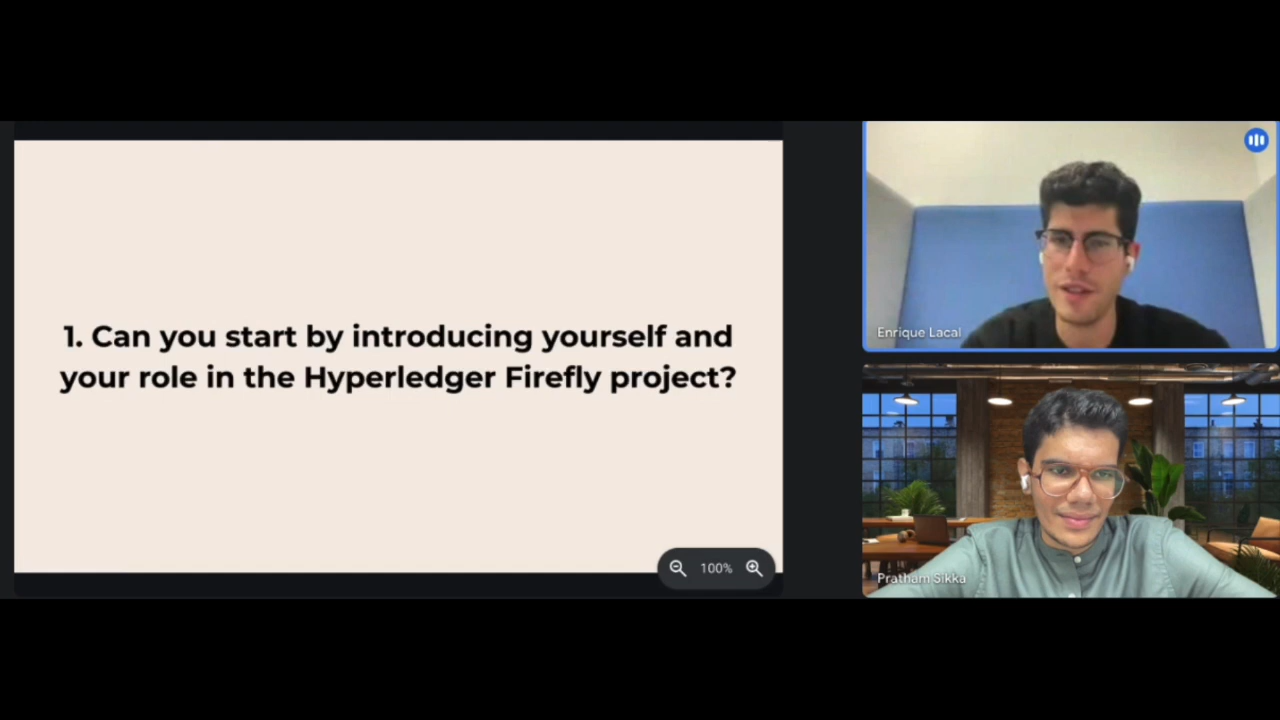 1. Can you start by introducing yourself and
your role in the Hyperledger Firefly project?
100%
Enrique Lacal
Pratham Sikka